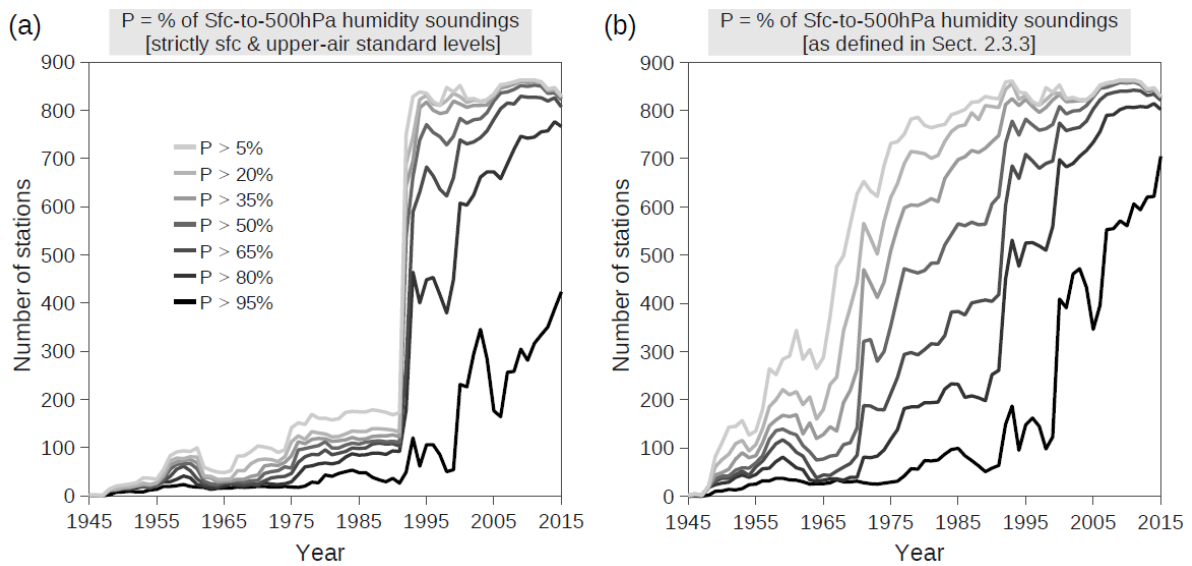 (a)
P = % of Sfc-to-500hPa humidity soundings
[strictly sfc & upper-air standard levels]
900
800
700
600
500
400
300
200
100
0
Number of stations
P > 5%
P > 20%
P > 35%
P > 50%
P > 65%
P > 80%
P > 95%
1945 1955 1965 1975 1985 1995 2005 2015
Year
(b)
P = % of Sfc-to-500hPa humidity soundings
[as defined in Sect. 2.3.3]
900
800
700
600
500
400
300
200
100
0
Number of stations
1945 1955 1965 1975 1985 1995 2005 2015
Year